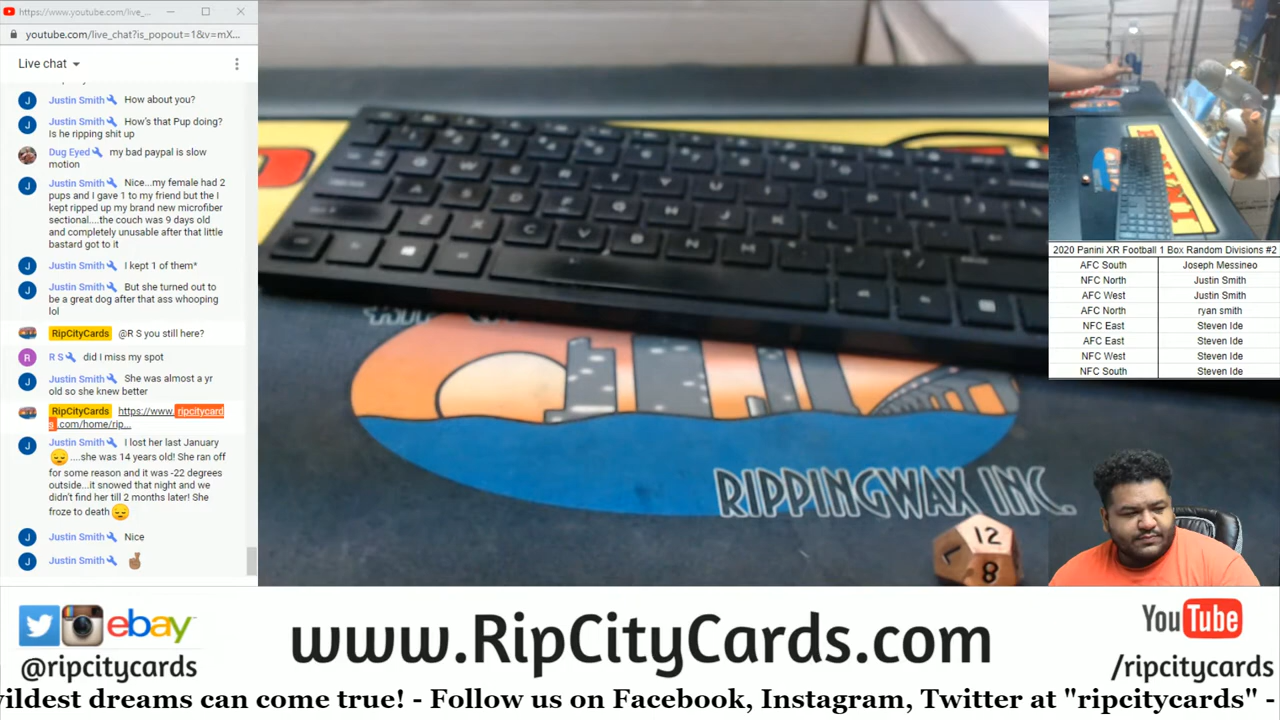 https://www.youtube.com/live_...
youtube.com/live_chat?is_popout=1&v=mX...
Live chat
Justin Smith How about you?
Justin Smith How's that Pup doing?
Is he ripping shit up
Dug Eyed my bad paypal is slow
motion
Justin Smith Nice...my female had 2
pups and I gave 1 to my friend but the I
kept ripped up my brand new microfiber
sectional....the couch was 9 days old
and completely unusable after that little
bastard got to it
Justin Smith I kept 1 of them*
Justin Smith But she turned out to
be a great dog after that ass whooping
lol
RipCityCards @R S you still here?
R S did I miss my spot
Justin Smith She was almost a yr
old so she knew better
RipCityCards https://www.ripcitycard
s.com/home/rip...
Justin Smith I lost her last January
😔....she was 14 years old! She ran off
for some reason and it was -22 degrees
outside...it snowed that night and we
didn't find her till 2 months later! She
froze to death 😔
Justin Smith Nice
Justin Smith 🤞🏾
RIPPINGWAX INC.
12
8
2020 Panini XR Football 1 Box Random Divisions #2
AFC South Joseph Messineo
NFC North Justin Smith
AFC West Justin Smith
AFC North ryan smith
NFC East Steven Ide
AFC East Steven Ide
NFC West Steven Ide
NFC South Steven Ide
ebay
@ripcitycards
www.RipCityCards.com
YouTube
/ripcitycards
wildest dreams can come true! - Follow us on Facebook, Instagram, Twitter at "ripcitycards" -